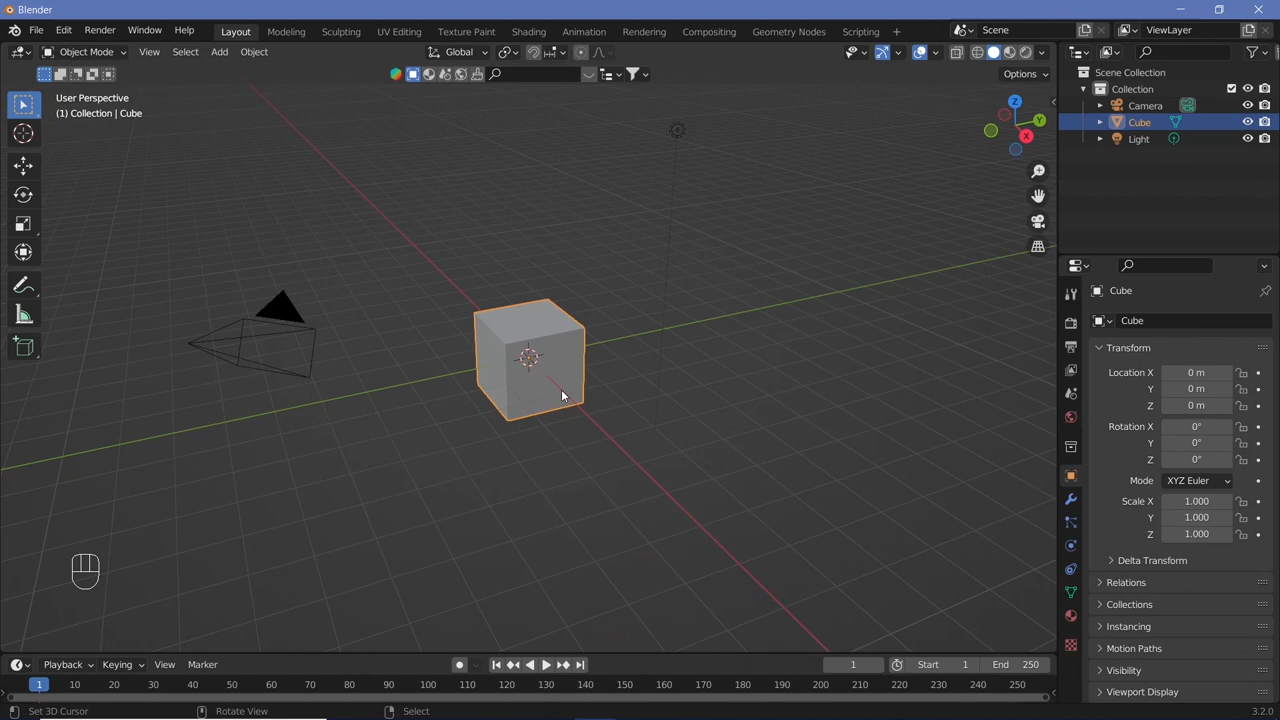 Blender
File Edit Render Window Help Layout Modeling Sculpting UV Editing Texture Paint Shading Animation Rendering Compositing Geometry Nodes Scripting + Scene ViewLayer
Object Mode View Select Add Object Global
Options
User Perspective
(1) Collection | Cube
Z
Y
X
Scene Collection
Collection
Camera
Cube
Light
Cube
Cube
Transform
Location X 0 m
Y 0 m
Z 0 m
Rotation X 0°
Y 0°
Z 0°
Mode XYZ Euler
Scale X 1.000
Y 1.000
Z 1.000
Delta Transform
Relations
Collections
Instancing
Motion Paths
Visibility
Viewport Display
Playback Keying View Marker 1 Start 1 End 250
1 10 20 30 40 50 60 70 80 90 100 110 120 130 140 150 160 170 180 190 200 210 220 230 240 250
Set 3D Cursor Rotate View Select 3.2.0